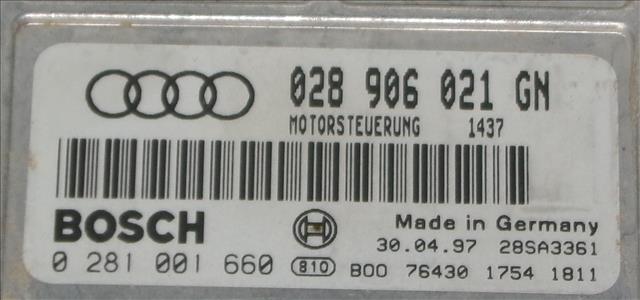 028 906 021 GN
MOTORSTEUERUNG 1437
BOSCH
Made in Germany
30.04.97 28SA3361
0 281 001 660 810 B00 76430 1754 1811